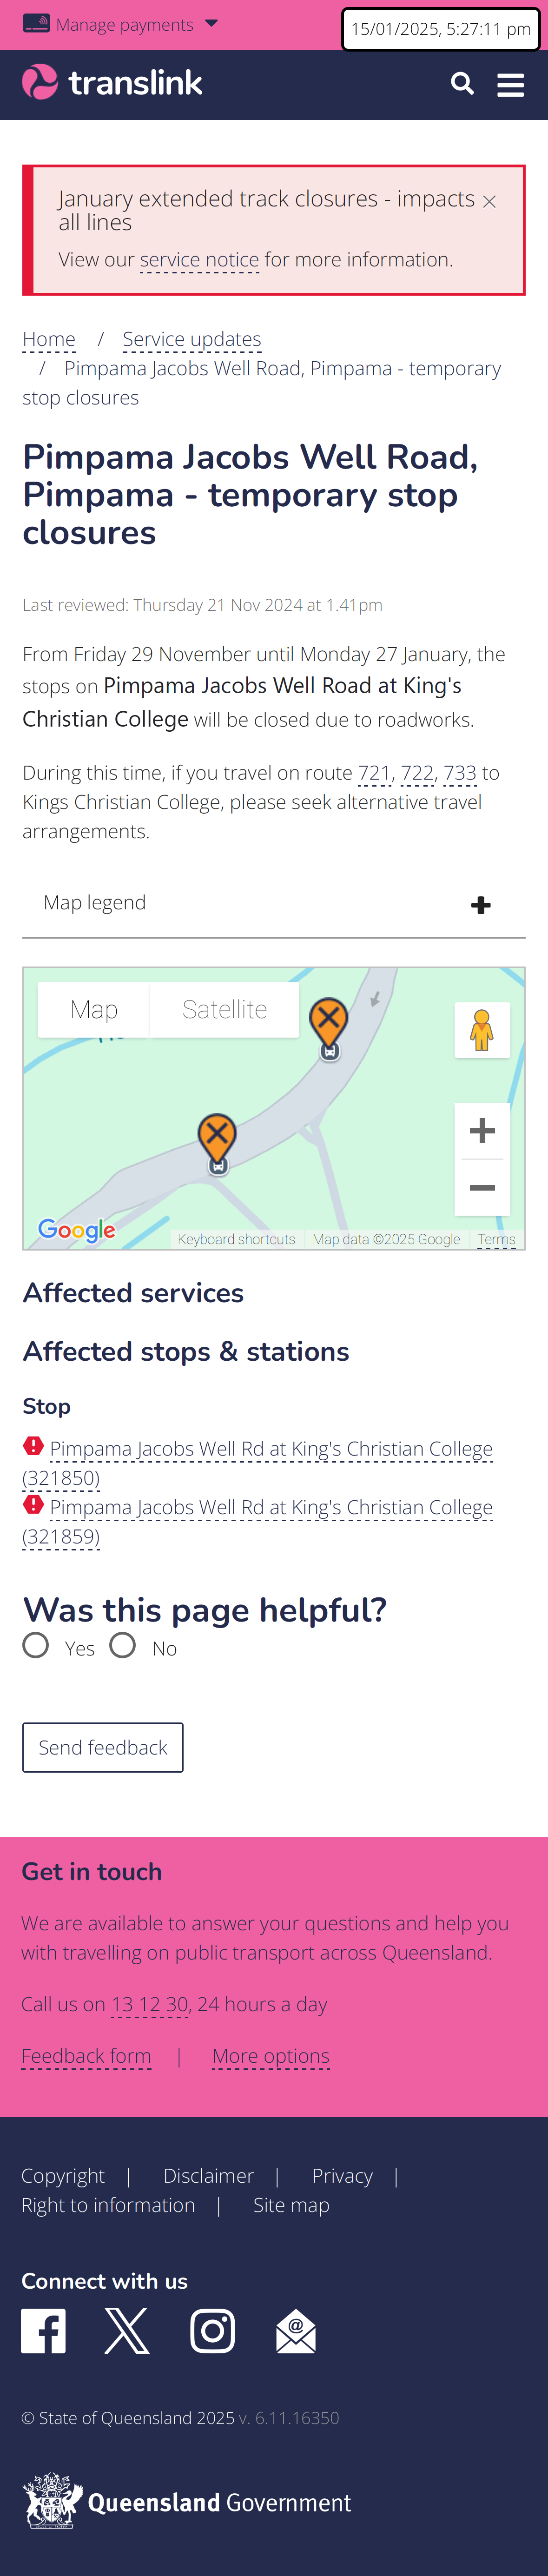 Manage payments
15/01/2025, 5:27:11 pm
translink
January extended track closures - impacts
all lines
View our service notice for more information.
Home / Service updates
/ Pimpama Jacobs Well Road, Pimpama - temporary
stop closures
Pimpama Jacobs Well Road,
Pimpama - temporary stop
closures
Last reviewed: Thursday 21 Nov 2024 at 1.41pm
From Friday 29 November until Monday 27 January, the
stops on Pimpama Jacobs Well Road at King's
Christian College will be closed due to roadworks.
During this time, if you travel on route 721, 722, 733 to
Kings Christian College, please seek alternative travel
arrangements.
Map legend
Map Satellite
Google
Keyboard shortcuts Map data ©2025 Google Terms
Affected services
Affected stops & stations
Stop
Pimpama Jacobs Well Rd at King's Christian College
(321850)
Pimpama Jacobs Well Rd at King's Christian College
(321859)
Was this page helpful?
Yes No
Send feedback
Get in touch
We are available to answer your questions and help you
with travelling on public transport across Queensland.
Call us on 13 12 30, 24 hours a day
Feedback form | More options
Copyright | Disclaimer | Privacy |
Right to information | Site map
Connect with us
© State of Queensland 2025 v. 6.11.16350
Queensland Government